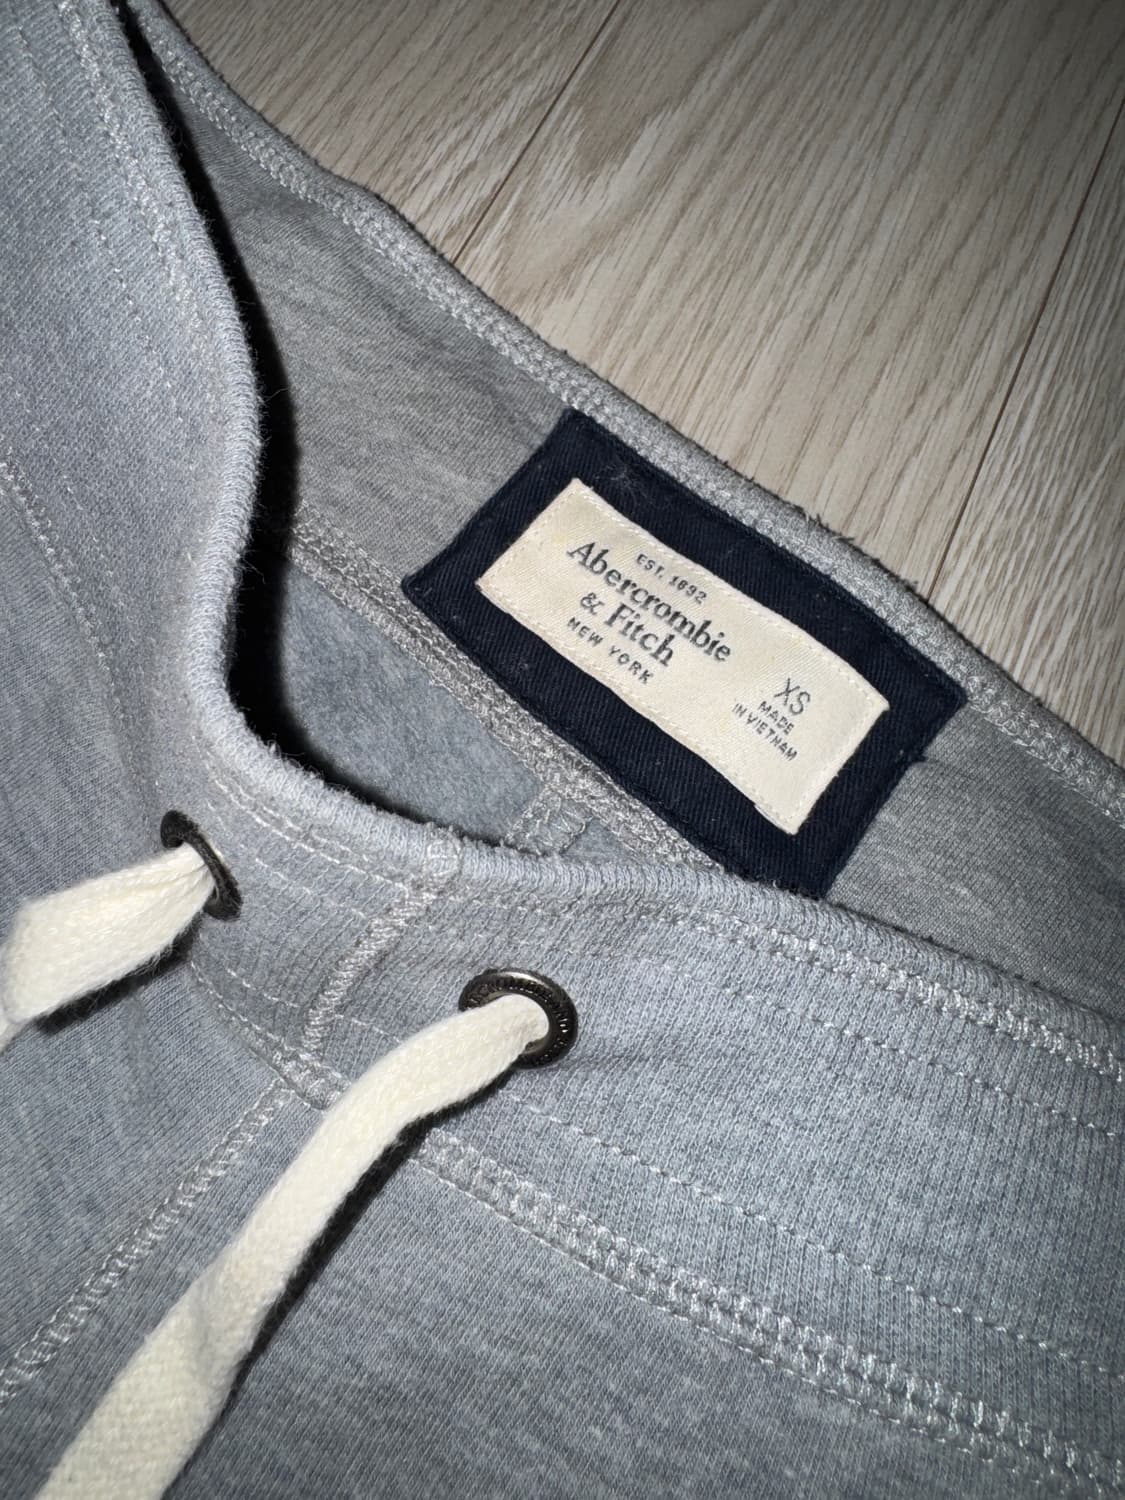 EST. 1892
Abercrombie
& Fitch
NEW YORK
XS
MADE
IN VIETNAM